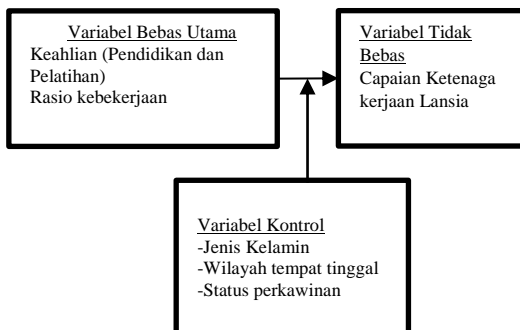 Variabel Bebas Utama
Keahlian (Pendidikan dan
Pelatihan)
Rasio kebekerjaan
Variabel Tidak
Bebas
Capaian Ketenaga
kerjaan Lansia
Variabel Kontrol
-Jenis Kelamin
-Wilayah tempat tinggal
-Status perkawinan